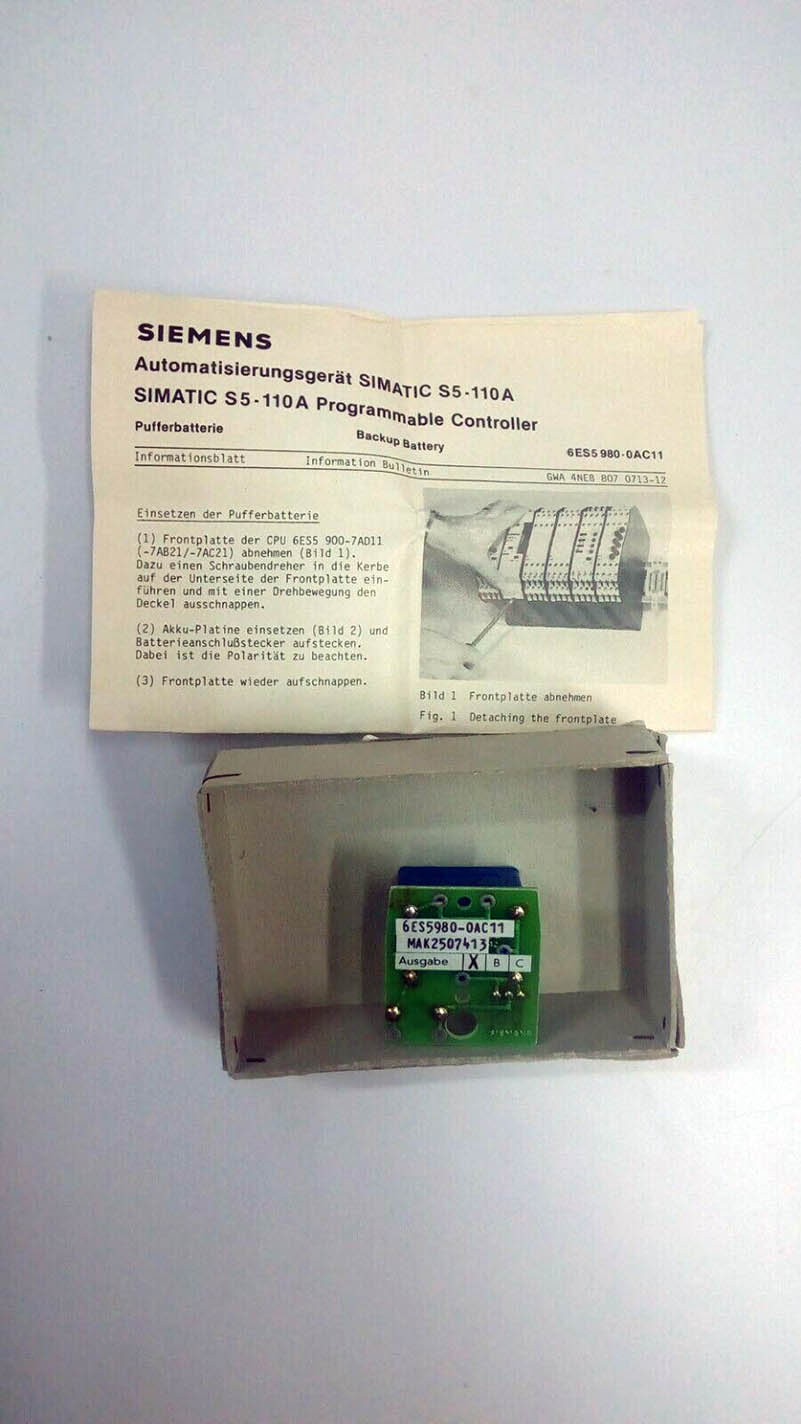 SIEMENS
Automatisierungsgerät SIMATIC S5-110A
SIMATIC S5-110A Programmable Controller
Pufferbatterie
Backup Battery
6ES5 980-0AC11
Informationsblatt
Information Bulletin
GWA 4NEB 807 0713-12
Einsetzen der Pufferbatterie
(1) Frontplatte der CPU 6ES5 900-7AD11
(-7AB21/-7AC21) abnehmen (Bild 1).
Dazu einen Schraubendreher in die Kerbe
auf der Unterseite der Frontplatte ein-
führen und mit einer Drehbewegung den
Deckel ausschnappen.
(2) Akku-Platine einsetzen (Bild 2) und
Batterieanschlußstecker aufstecken.
Dabei ist die Polarität zu beachten.
(3) Frontplatte wieder aufschnappen.
Bild 1 Frontplatte abnehmen
Fig. 1 Detaching the frontplate
6ES5980-0AC11
MAK2507413
Ausgabe X B C
SIEMENS